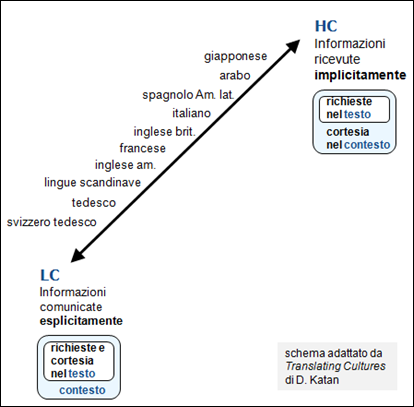 HC
Informazioni
ricevute
implicitamente
richieste
nel testo
cortesia
nel contesto
giapponese
arabo
spagnolo Am. lat.
italiano
inglese brit.
francese
inglese am.
lingue scandinave
tedesco
svizzero tedesco
LC
Informazioni
comunicate
esplicitamente
richieste e
cortesia
nel testo
contesto
schema adattato da
Translating Cultures
di D. Katan